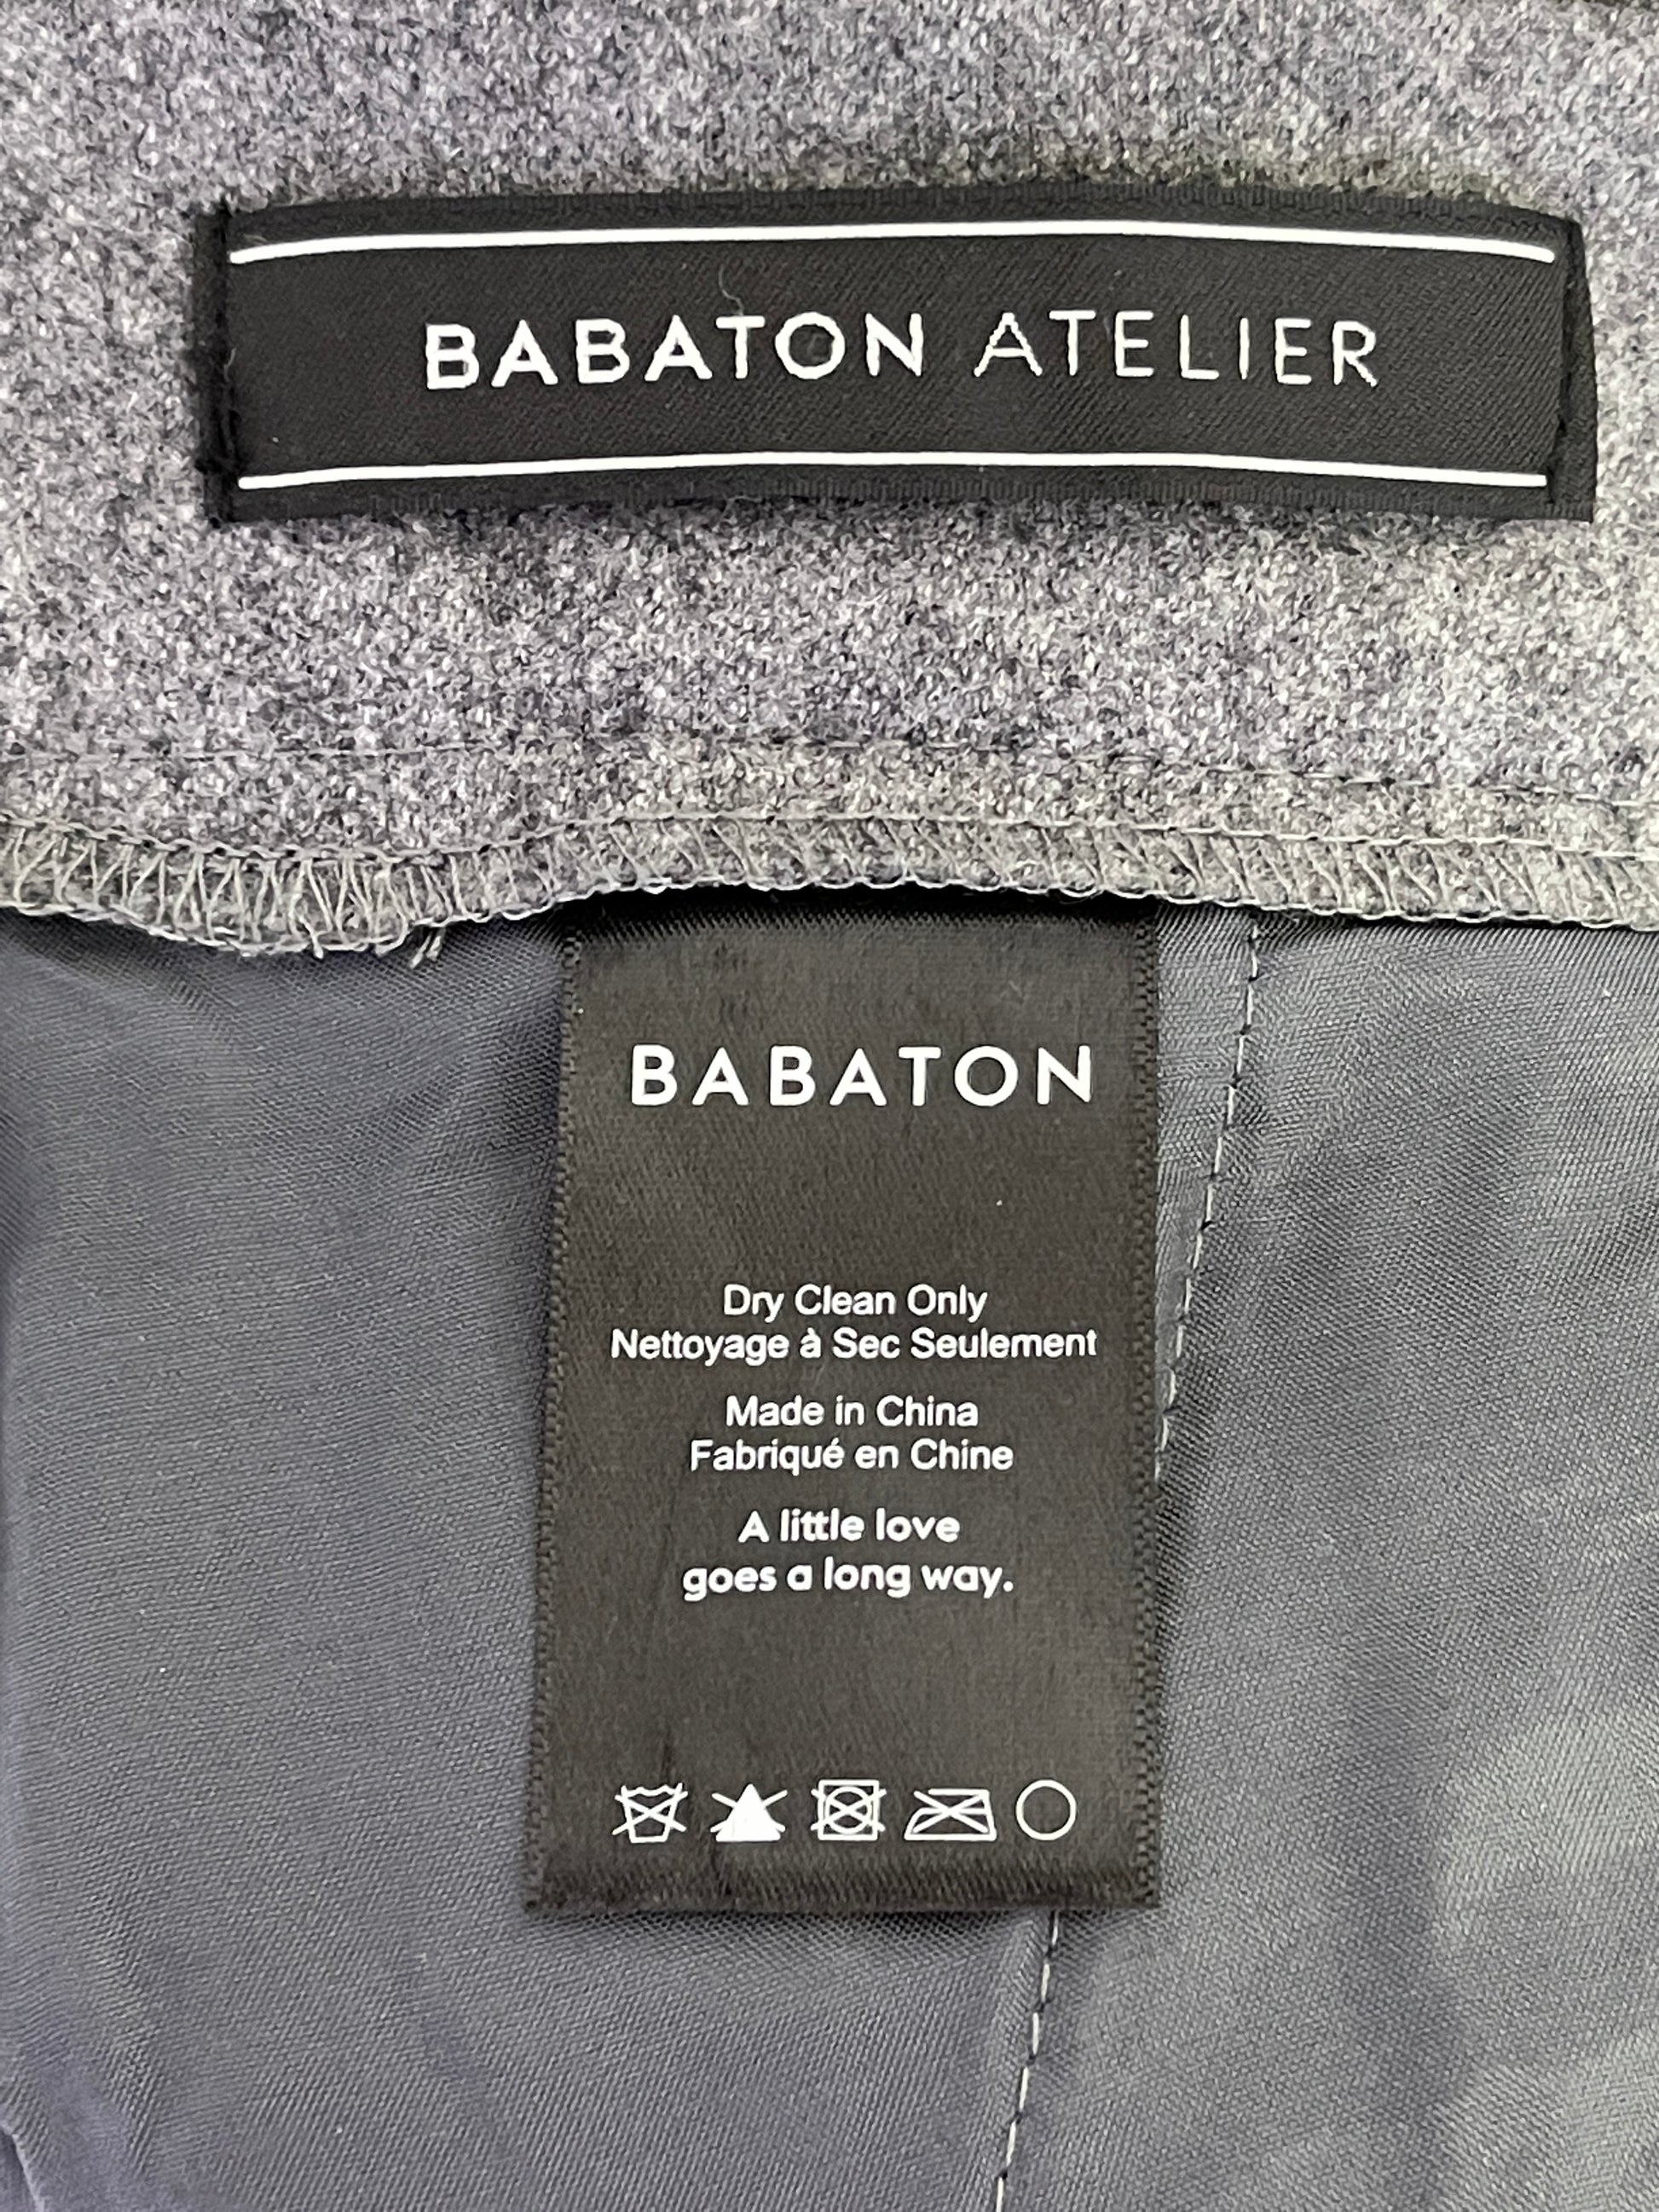 BABATON ATELIER
BABATON
Dry Clean Only
Nettoyage à Sec Seulement
Made in China
Fabriqué en Chine
A little love
goes a long way.